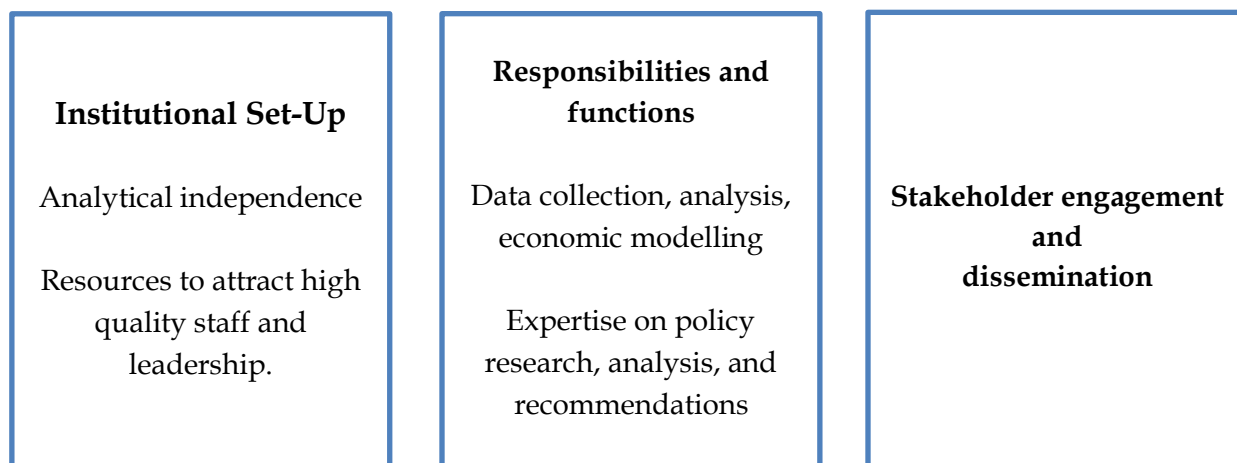 Institutional Set-Up
Analytical independence
Resources to attract high
quality staff and
leadership.
Responsibilities and
functions
Data collection, analysis,
economic modelling
Expertise on policy
research, analysis, and
recommendations
Stakeholder engagement
and
dissemination